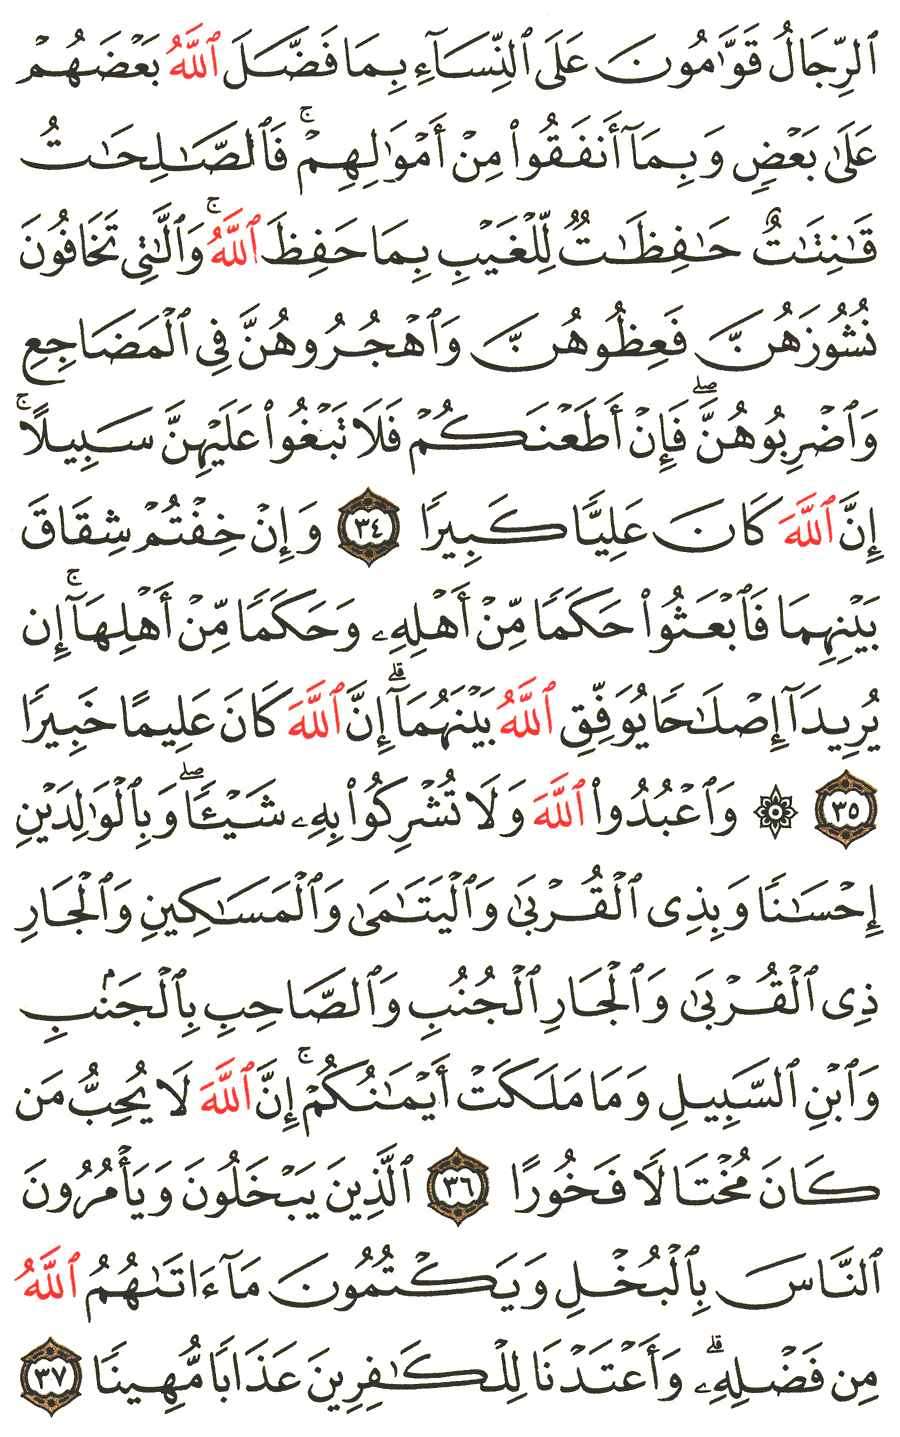 ٱلرِّجَالُ قَوَّٰمُونَ عَلَى ٱلنِّسَآءِ بِمَا فَضَّلَ ٱللَّهُ بَعْضَهُمْ
عَلَىٰ بَعْضٍ وَبِمَآ أَنفَقُوا۟ مِنْ أَمْوَٰلِهِمْ ۚ فَٱلصَّٰلِحَٰتُ
قَٰنِتَٰتٌ حَٰفِظَٰتٌ لِّلْغَيْبِ بِمَا حَفِظَ ٱللَّهُ ۚ وَٱلَّٰتِى تَخَافُونَ
نُشُوزَهُنَّ فَعِظُوهُنَّ وَٱهْجُرُوهُنَّ فِى ٱلْمَضَاجِعِ
وَٱضْرِبُوهُنَّ ۖ فَإِنْ أَطَعْنَكُمْ فَلَا تَبْغُوا۟ عَلَيْهِنَّ سَبِيلًا ۗ
إِنَّ ٱللَّهَ كَانَ عَلِيًّا كَبِيرًا ٣٤ وَإِنْ خِفْتُمْ شِقَاقَ
بَيْنِهِمَا فَٱبْعَثُوا۟ حَكَمًا مِّنْ أَهْلِهِۦ وَحَكَمًا مِّنْ أَهْلِهَآ ۚ إِن
يُرِيدَآ إِصْلَٰحًا يُوَفِّقِ ٱللَّهُ بَيْنَهُمَآ ۗ إِنَّ ٱللَّهَ كَانَ عَلِيمًا خَبِيرًا
٣٥ ۞ وَٱعْبُدُوا۟ ٱللَّهَ وَلَا تُشْرِكُوا۟ بِهِۦ شَيْـًٔا ۖ وَبِٱلْوَٰلِدَيْنِ
إِحْسَٰنًا وَبِذِى ٱلْقُرْبَىٰ وَٱلْيَتَٰمَىٰ وَٱلْمَسَٰكِينِ وَٱلْجَارِ
ذِى ٱلْقُرْبَىٰ وَٱلْجَارِ ٱلْجُنُبِ وَٱلصَّاحِبِ بِٱلْجَنۢبِ
وَٱبْنِ ٱلسَّبِيلِ وَمَا مَلَكَتْ أَيْمَٰنُكُمْ ۚ إِنَّ ٱللَّهَ لَا يُحِبُّ مَن
كَانَ مُخْتَالًا فَخُورًا ٣٦ ٱلَّذِينَ يَبْخَلُونَ وَيَأْمُرُونَ
ٱلنَّاسَ بِٱلْبُخْلِ وَيَكْتُمُونَ مَآ ءَاتَىٰهُمُ ٱللَّهُ
مِن فَضْلِهِۦ ۗ وَأَعْتَدْنَا لِلْكَٰفِرِينَ عَذَابًا مُّهِينًا ٣٧